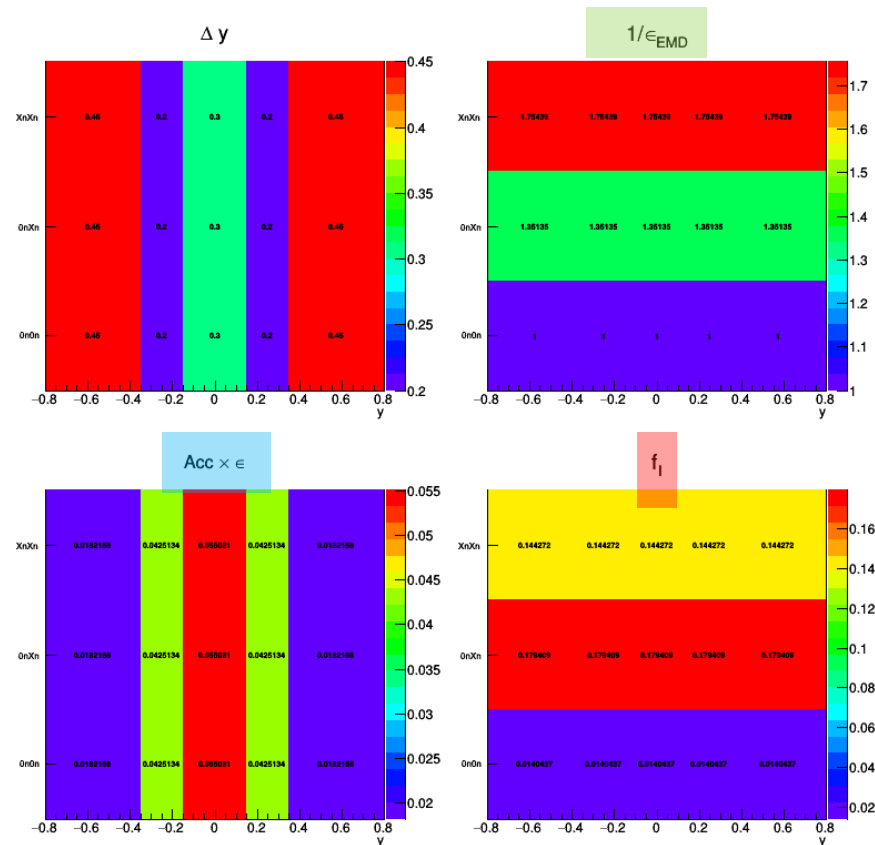 Δ y
0.45
XnXn 0.45 0.2 0.3 0.2 0.45
0.4
0.35
0nXn 0.45 0.2 0.3 0.2 0.45
0.3
0.25
0n0n 0.45 0.2 0.3 0.2 0.45
0.2
−0.8 −0.6 −0.4 −0.2 0 0.2 0.4 0.6 0.8
y
1/ϵEMD
1.7
XnXn 1.75439 1.75439 1.75439 1.75439 1.75439
1.6
1.5
1.4
0nXn 1.35135 1.35135 1.35135 1.35135 1.35135
1.3
1.2
0n0n 1 1 1 1 1
1.1
1
−0.8 −0.6 −0.4 −0.2 0 0.2 0.4 0.6 0.8
y
Acc × ϵ
0.055
0.05
XnXn 0.0182158 0.0425134 0.055031 0.0425134 0.0182158
0.045
0.04
0.035
0nXn 0.0182158 0.0425134 0.055031 0.0425134 0.0182158
0.03
0.025
0n0n 0.0182158 0.0425134 0.055031 0.0425134 0.0182158
0.02
−0.8 −0.6 −0.4 −0.2 0 0.2 0.4 0.6 0.8
y
fI
0.16
XnXn 0.144272 0.144272 0.144272 0.144272 0.144272
0.14
0.12
0.1
0nXn 0.179409 0.179409 0.179409 0.179409 0.179409
0.08
0.06
0n0n 0.0140437 0.0140437 0.0140437 0.0140437 0.0140437
0.04
0.02
−0.8 −0.6 −0.4 −0.2 0 0.2 0.4 0.6 0.8
y